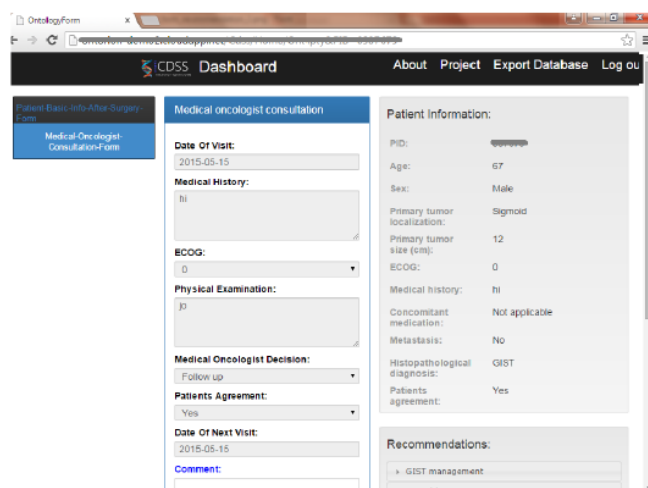 OntologyForm
CDSS Dashboard
About Project Export Database Log ou
Patient-Basic-Info-After-Surgery-
Form
Medical-Oncologist-
Consultation-Form
Medical oncologist consultation
Date Of Visit:
2015-05-15
Medical History:
hi
ECOG:
0
Physical Examination:
jo
Medical Oncologist Decision:
Follow up
Patients Agreement:
Yes
Date Of Next Visit:
2015-05-15
Comment:
Patient Information:
PID:
Age: 67
Sex: Male
Primary tumor Sigmoid
localization:
Primary tumor 12
size (cm):
ECOG: 0
Medical history: hi
Concomitant Not applicable
medication:
Metastasis: No
Histopathological GIST
diagnosis:
Patients Yes
agreement:
Recommendations:
GIST management